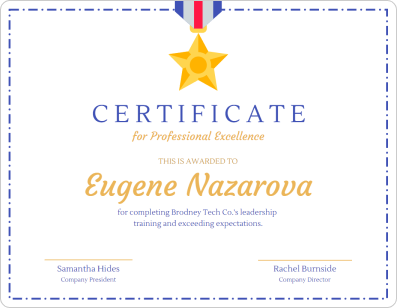 CERTIFICATE
for Professional Excellence
THIS IS AWARDED TO
Eugene Nazarova
for completing Brodney Tech Co.'s leadership
training and exceeding expectations.
Samantha Hides
Company President
Rachel Burnside
Company Director